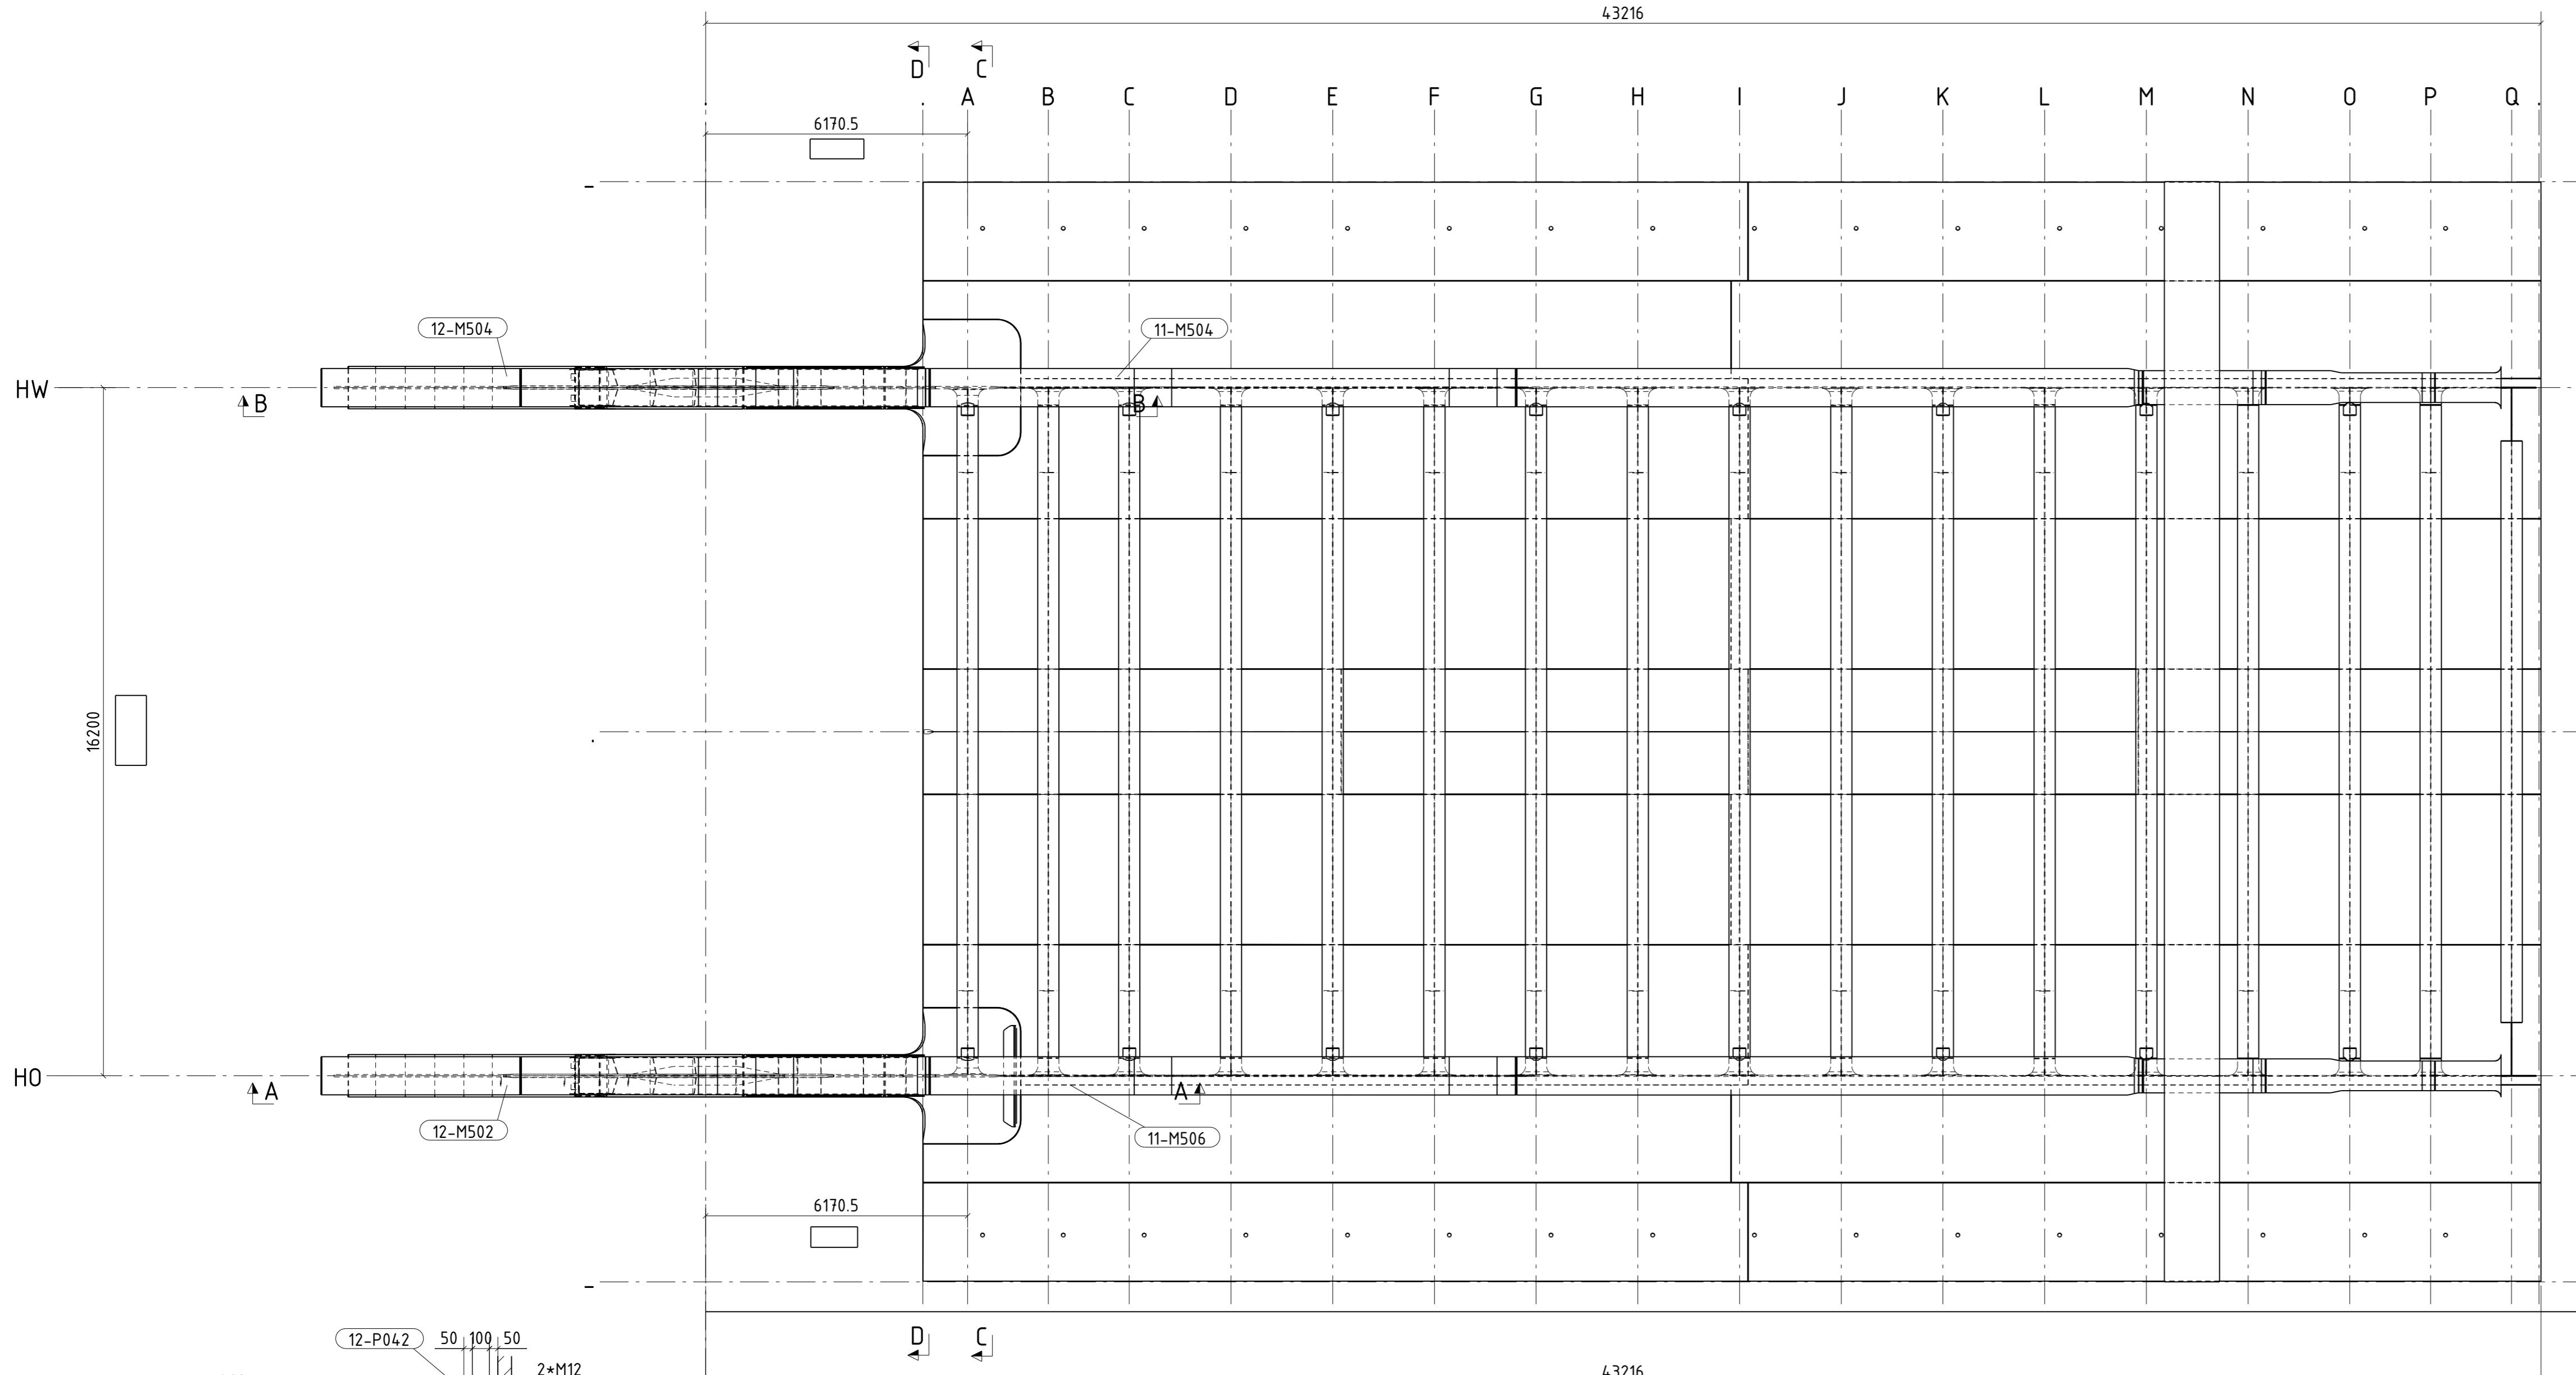 43216
D C
A B C D E F G H I J K L M N O P Q
6170.5
12-M504
11-M504
HW
B B
16200
HO
A A
12-M502
11-M506
6170.5
D C
12-P042
50 100 50
2*M12
43216